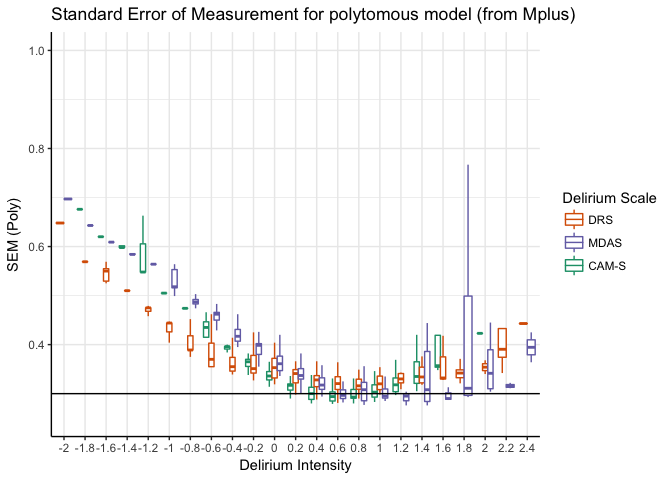 Standard Error of Measurement for polytomous model (from Mplus)
1.0
0.8
0.6
0.4
SEM (Poly)
-2 -1.8 -1.6 -1.4 -1.2 -1 -0.8 -0.6 -0.4 -0.2 0 0.2 0.4 0.6 0.8 1 1.2 1.4 1.6 1.8 2 2.2 2.4
Delirium Intensity
Delirium Scale
DRS
MDAS
CAM-S